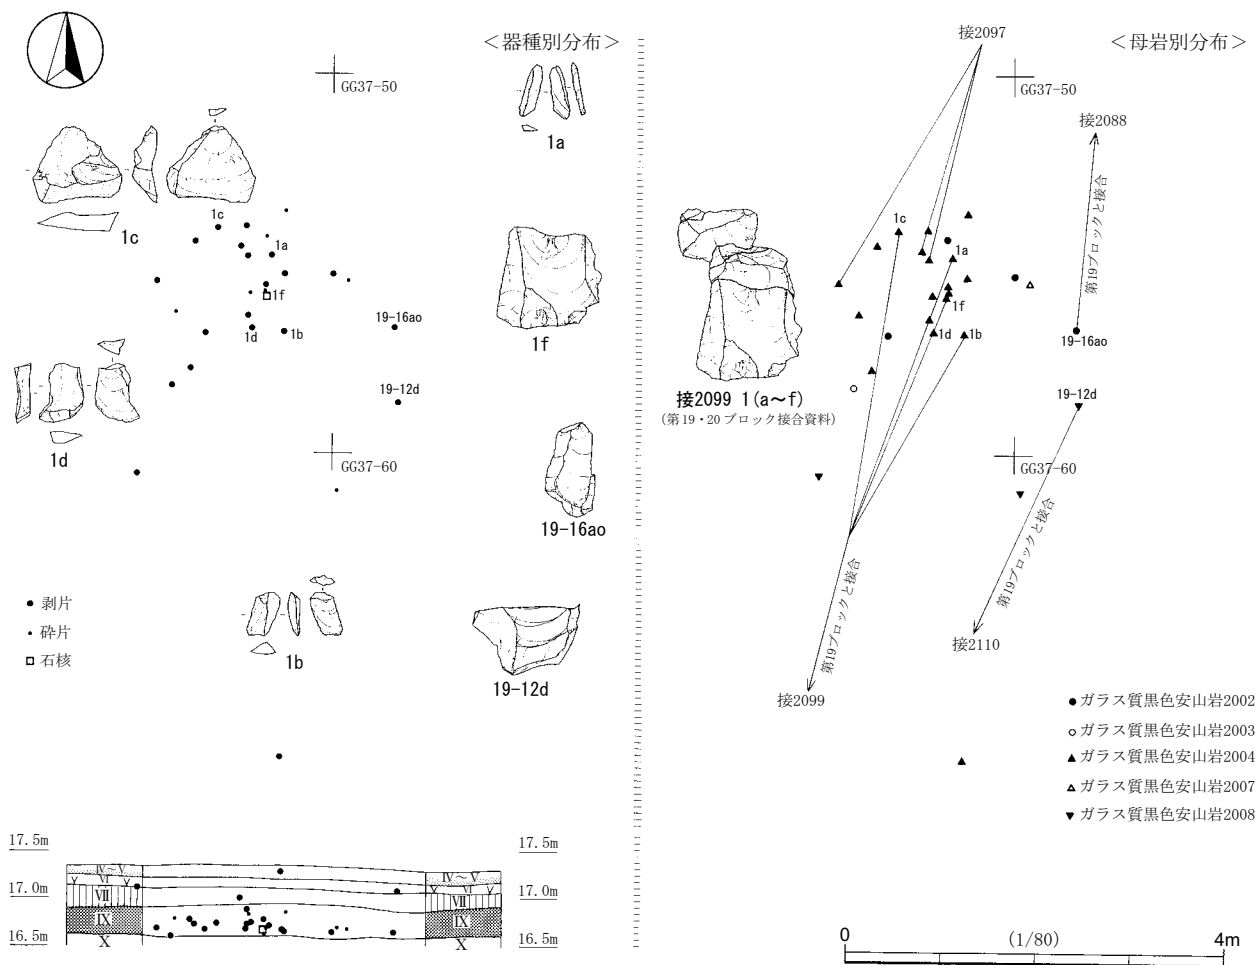 ＜器種別分布＞
GG37-50
1a
1c
1c
1a
1f
1d
1b
19-16ao
19-12d
1f
1d
GG37-60
19-16ao
1b
19-12d
● 剥片
・ 砕片
□ 石核
17.5m
17.0m
16.5m
Ⅳ～Ⅴ
Ⅵ
Ⅶ
Ⅸ
Ⅹ
Ⅳ～Ⅴ
Ⅵ
Ⅶ
Ⅸ
Ⅹ
17.5m
17.0m
16.5m
＜母岩別分布＞
接2097
GG37-50
接2088
第19ブロックと接合
1c
1a
1f
1d
1b
19-16ao
19-12d
接2099 1(a～f)
(第19・20ブロック接合資料)
GG37-60
第19ブロックと接合
第19ブロックと接合
接2110
接2099
●ガラス質黒色安山岩2002
○ガラス質黒色安山岩2003
▲ガラス質黒色安山岩2004
△ガラス質黒色安山岩2007
▼ガラス質黒色安山岩2008
0 (1/80) 4m